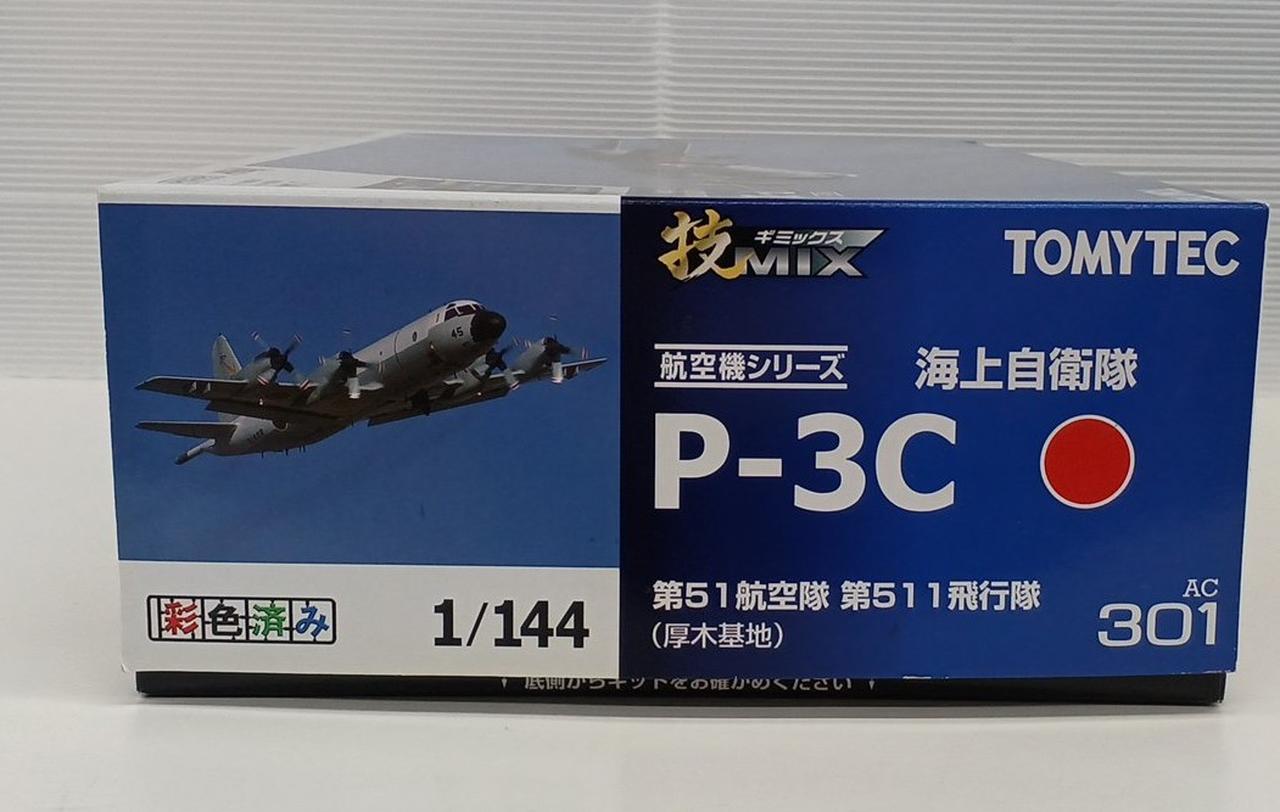 技MIX
ギミックス
TOMYTEC
航空機シリーズ
海上自衛隊
P-3C
45
第51航空隊 第511飛行隊
(厚木基地)
AC
301
彩色済み
1/144
底側からキットをお確かめください